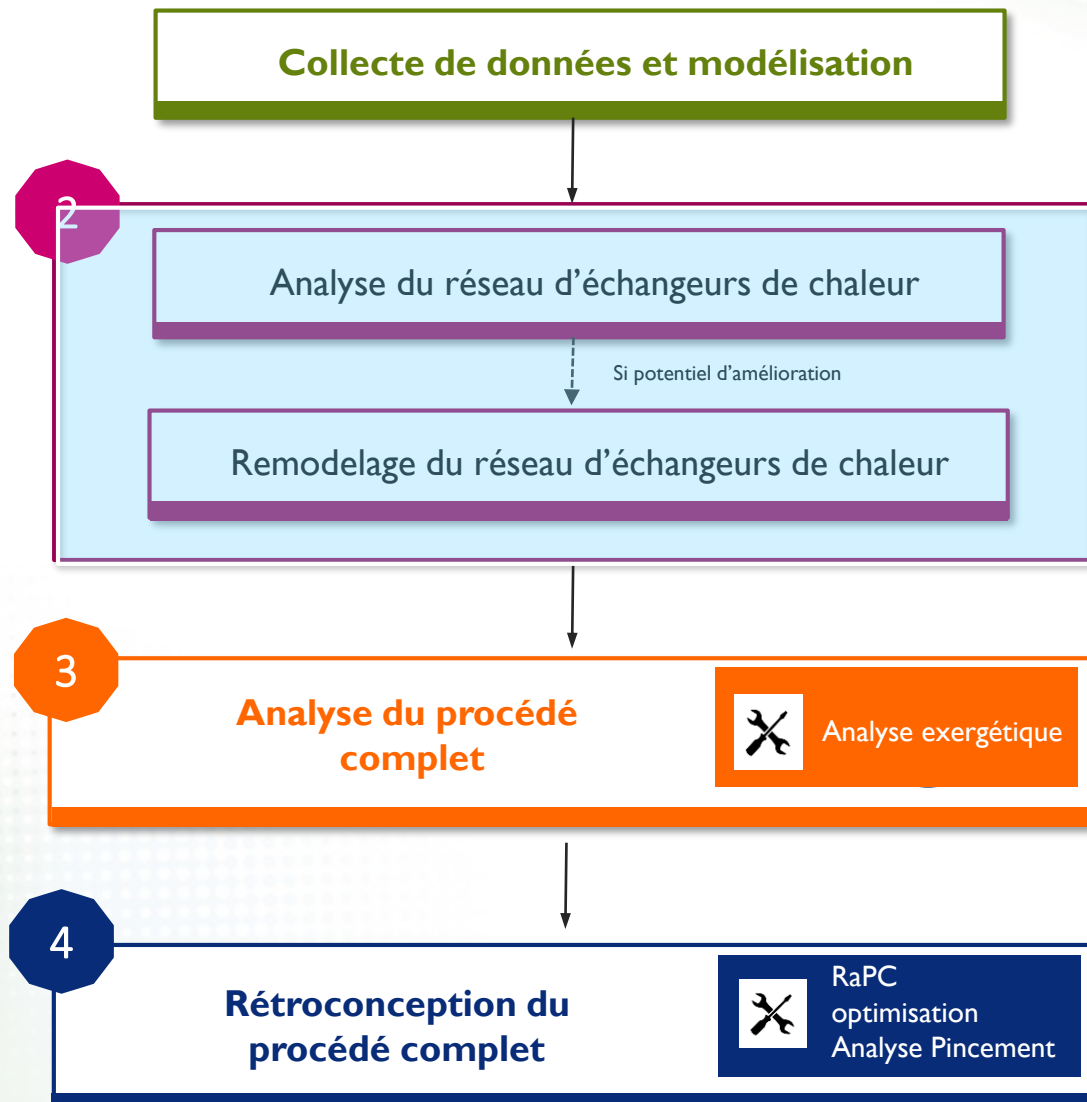 Collecte de données et modélisation
2
Analyse du réseau d'échangeurs de chaleur
Si potentiel d'amélioration
Remodelage du réseau d'échangeurs de chaleur
3
Analyse du procédé
complet
Analyse exergétique
4
Rétroconception du
procédé complet
RaPC
optimisation
Analyse Pincement